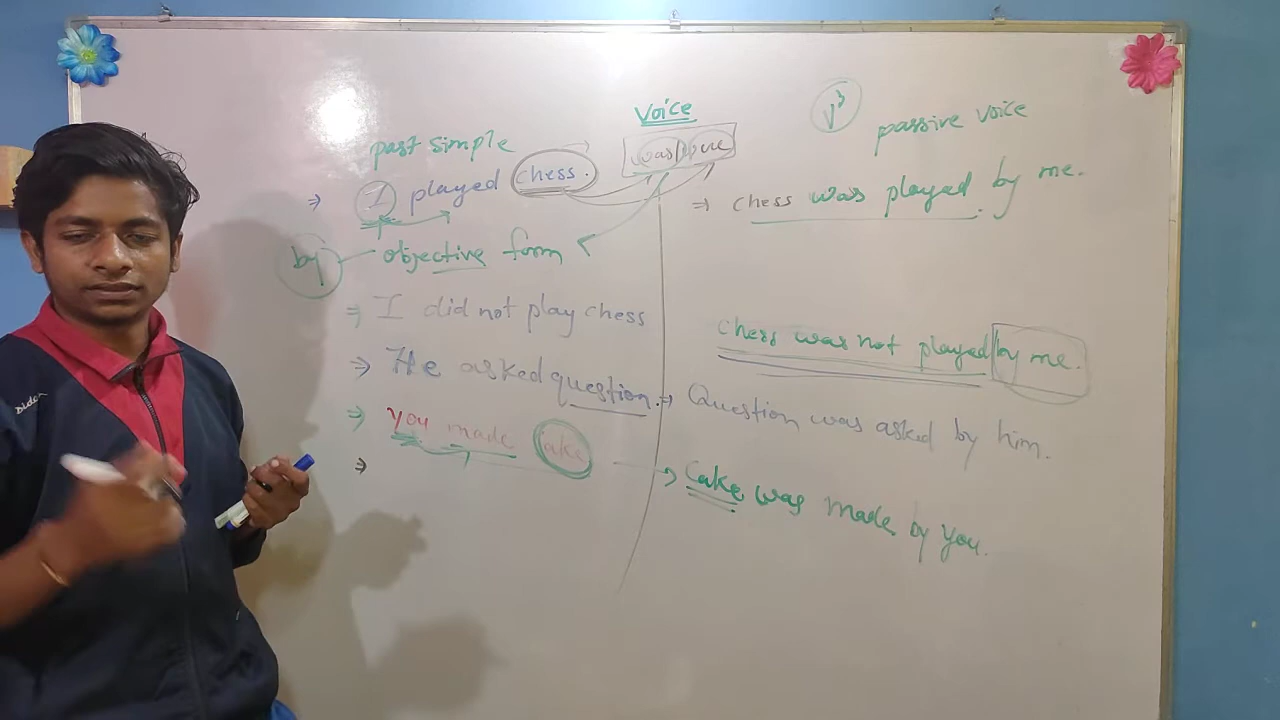 Voice
past simple
was/were
⇒ I played chess.
by objective form
⇒ I did not play chess
⇒ He asked question.
⇒ you made cake
⇒
V³
passive voice
⇒ chess was played by me.
chess was not played by me.
⇒ Question was asked by him.
→ Cake was made by you.